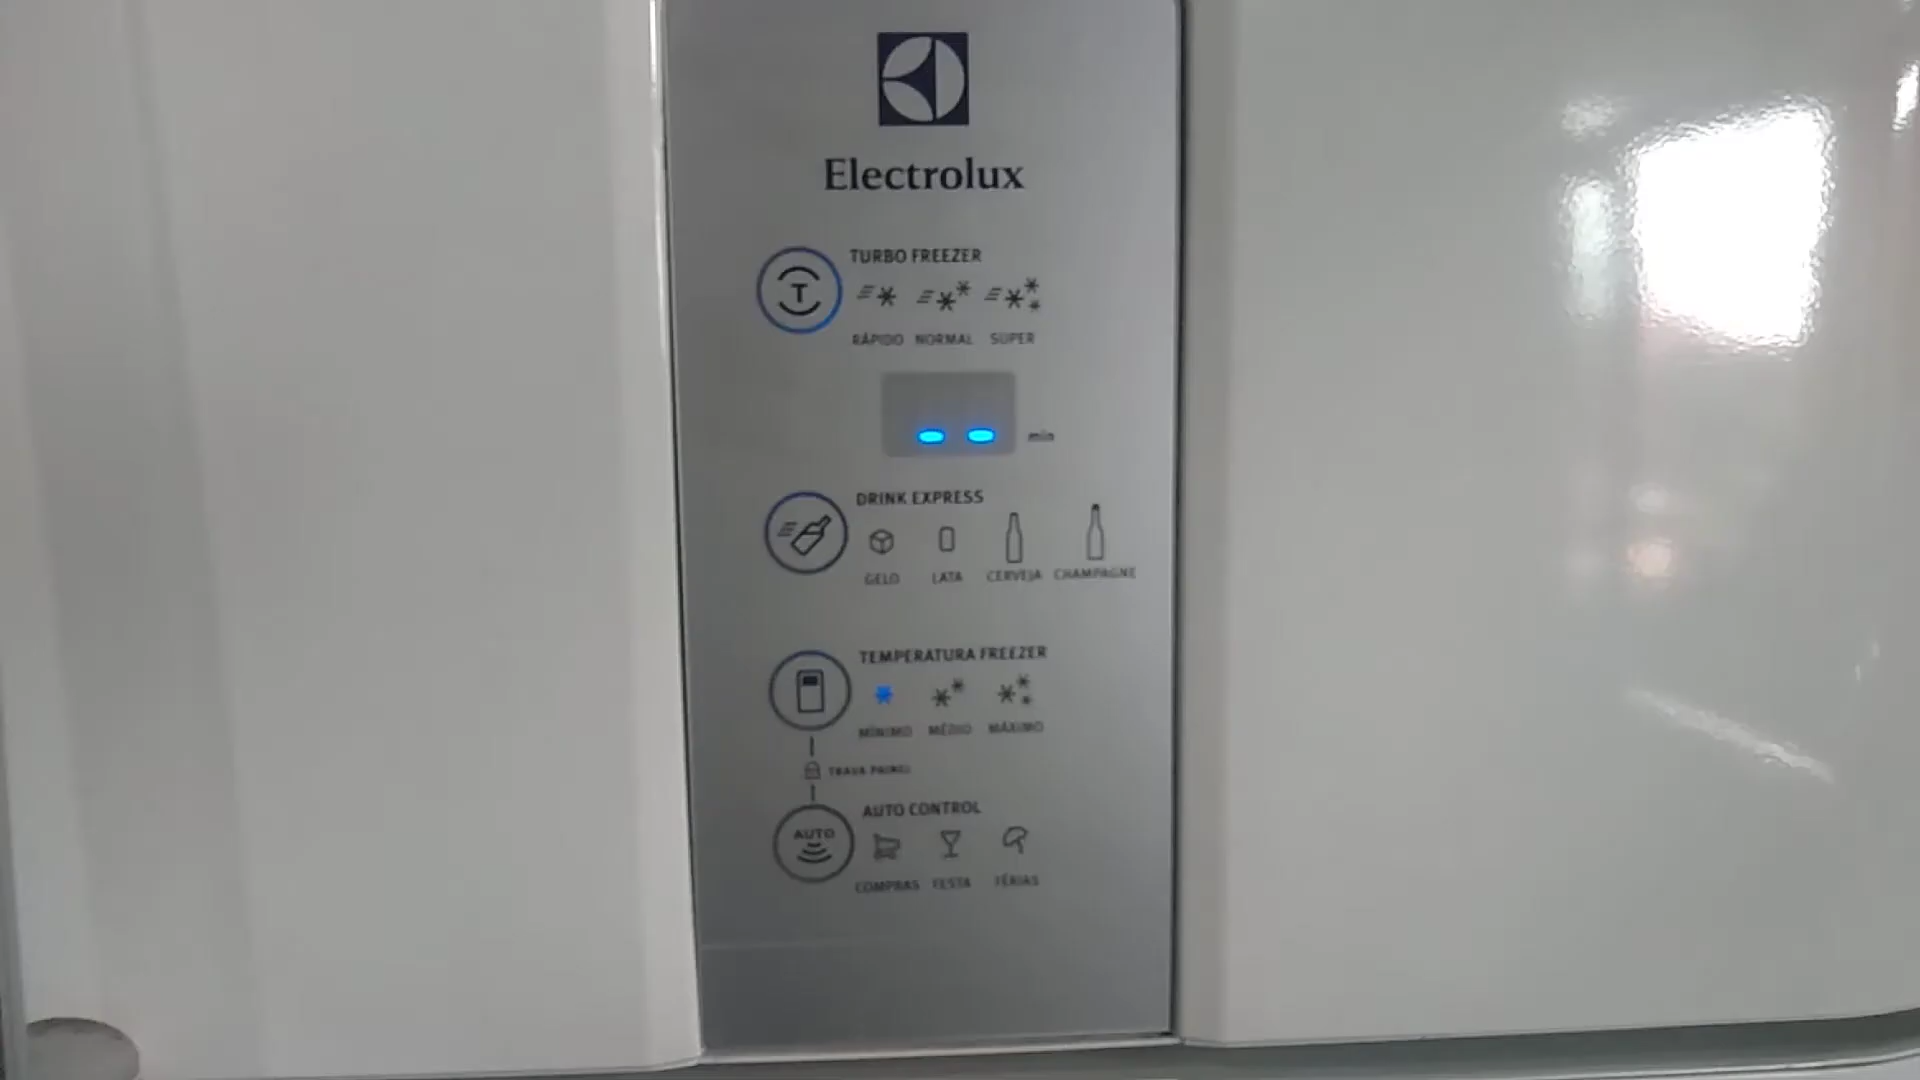 Electrolux
TURBO FREEZER
T
RÁPIDO NORMAL SUPER
-- min
DRINK EXPRESS
GELO LATA CERVEJA CHAMPAGNE
TEMPERATURA FREEZER
MÍNIMO MÉDIO MÁXIMO
TRAVA PAINEL
AUTO CONTROL
AUTO
COMPRAS FESTA FÉRIAS